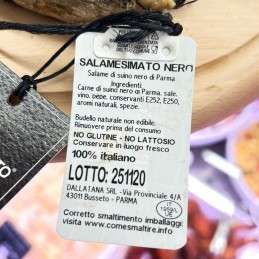 SALAMESIMATO NERO
Salame di suino nero di Parma
Ingredienti:
Carne di suino nero di Parma, sale,
vino, pepe, conservanti E252, E250,
aromi naturali, spezie.
Budello naturale non edibile.
Rimuovere prima del consumo
NO GLUTINE - NO LATTOSIO
Conservare in luogo fresco
100% italiano
LOTTO: 251120
DALLATANA SRL - Via Provinciale 4/A
43011 Busseto - PARMA
IT
CE
Corretto smaltimento imballaggi:
visita www.comesmaltire.info